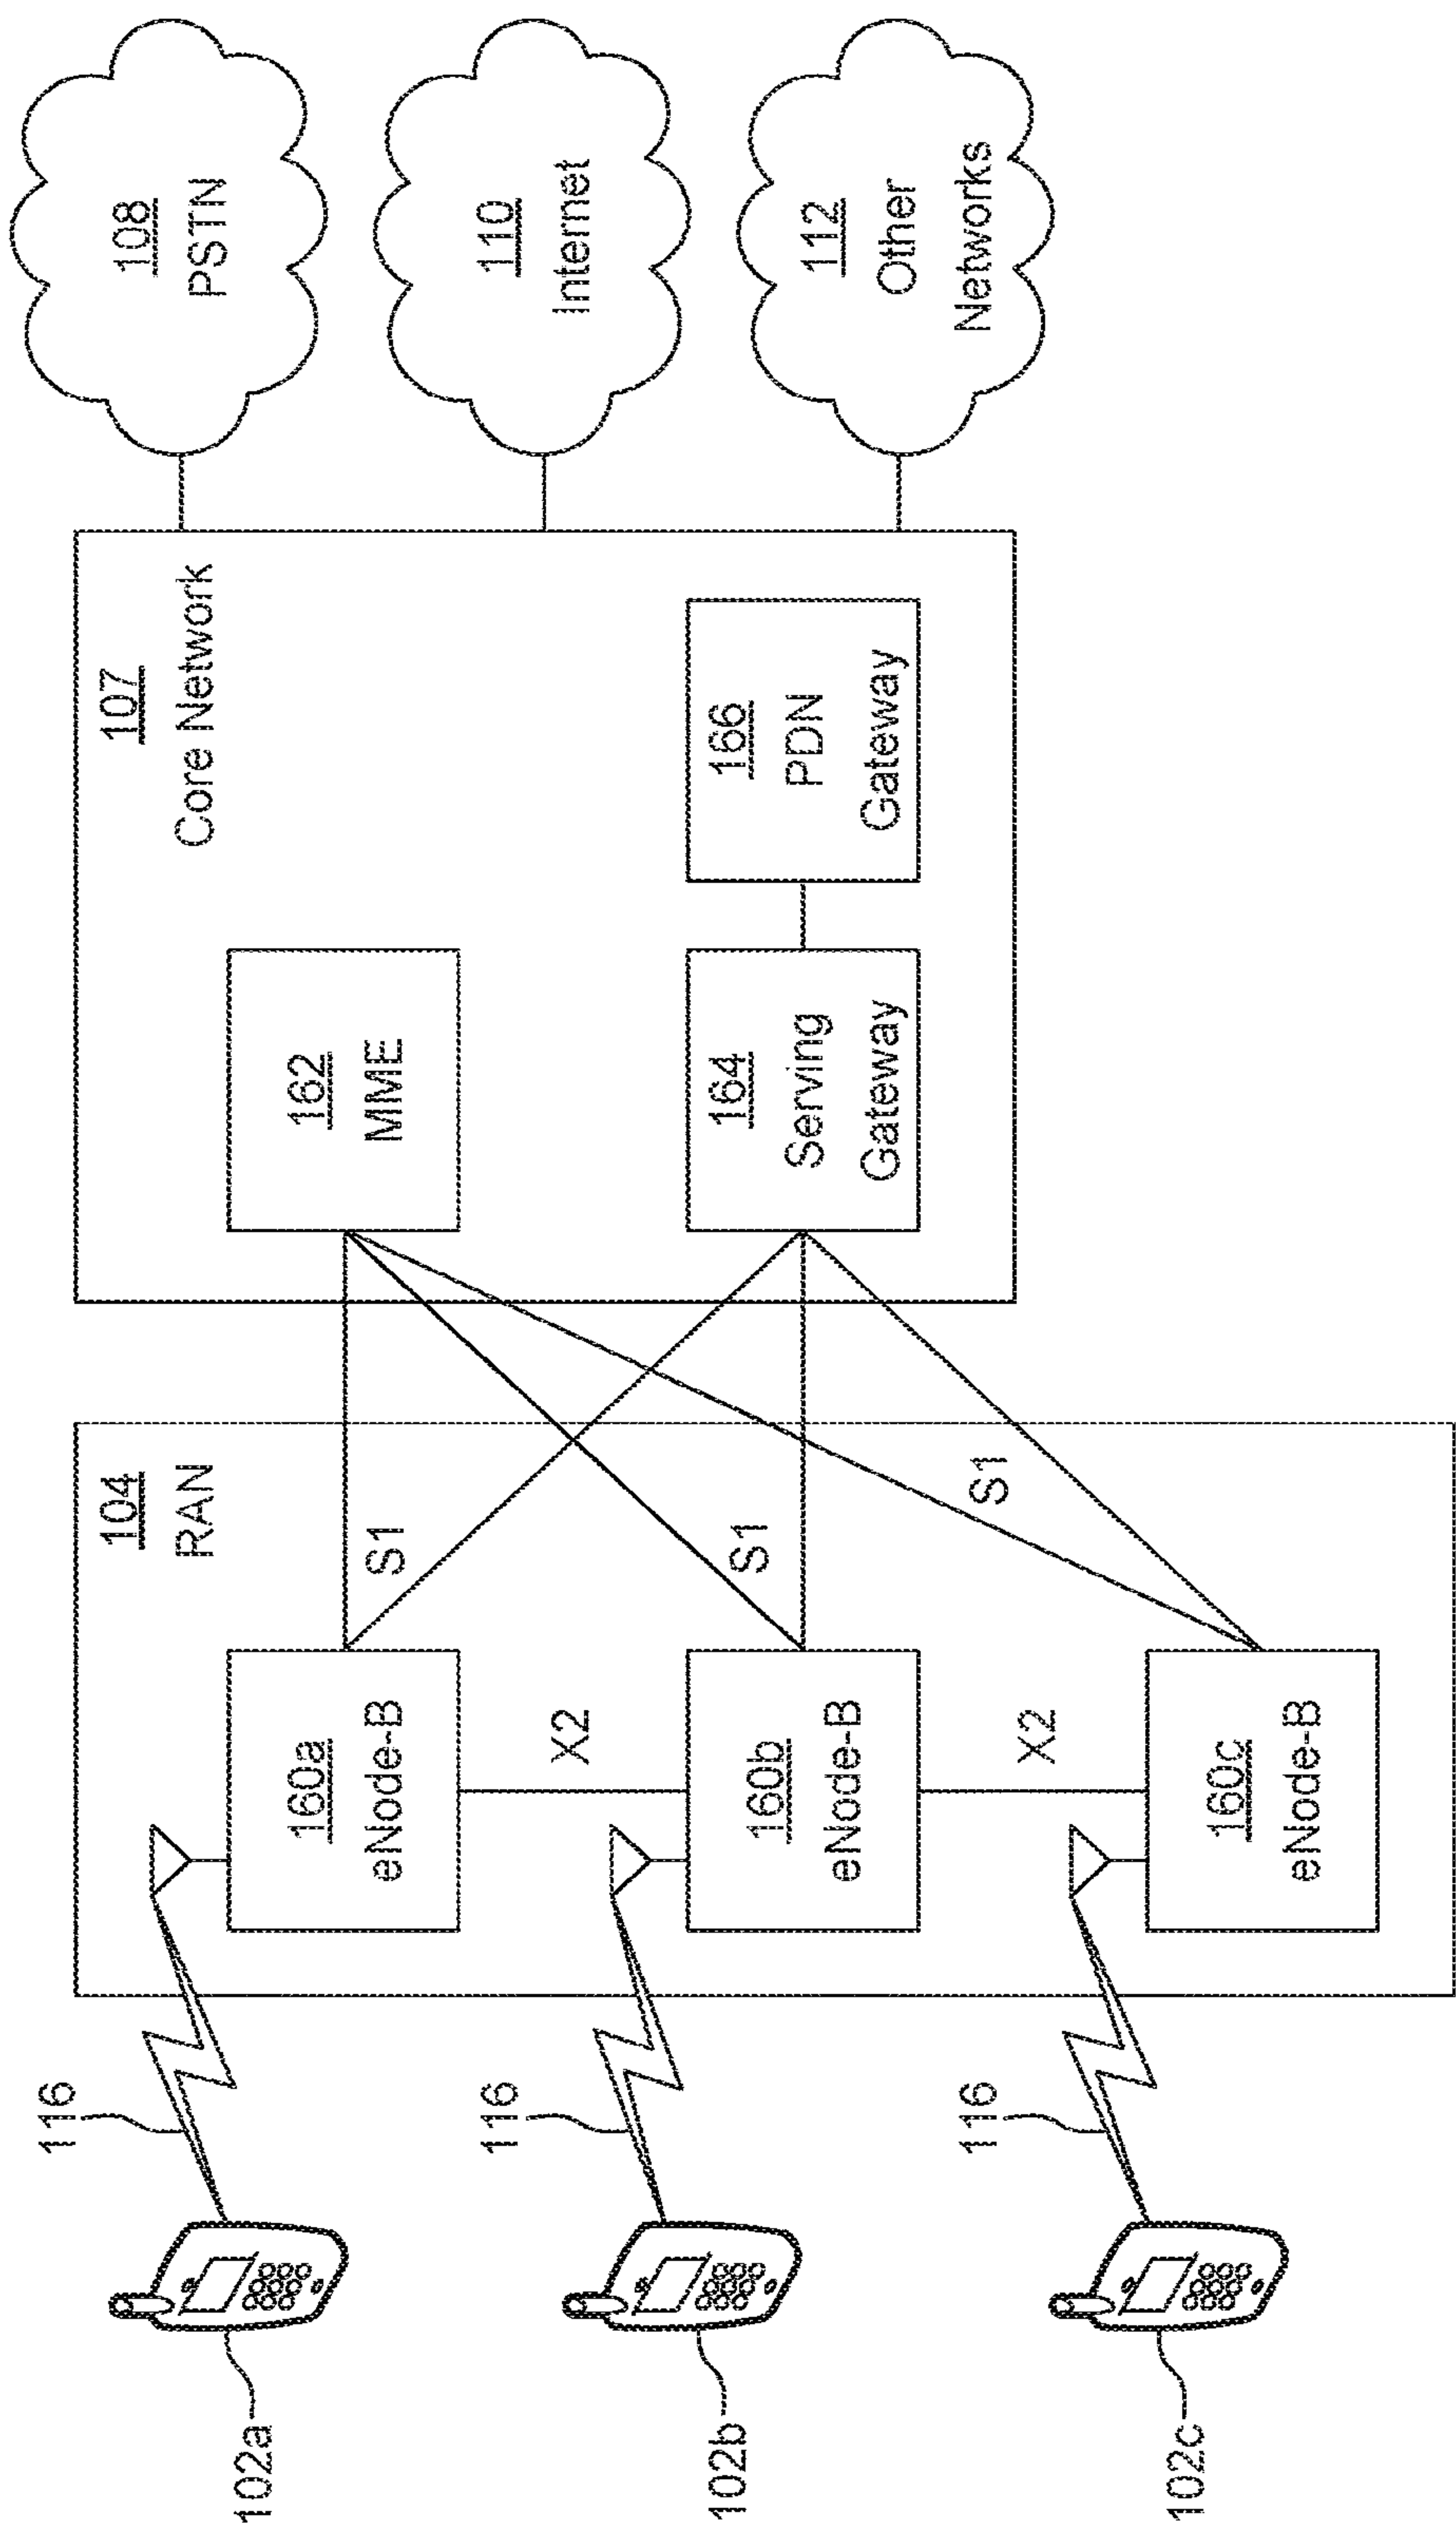 102a
116
160a
eNode-B
104
RAN
S1
X2
102b
116
160b
eNode-B
S1
X2
102c
116
160c
eNode-B
S1
107
Core Network
162
MME
164
Serving
Gateway
166
PDN
Gateway
108
PSTN
110
Internet
112
Other
Networks